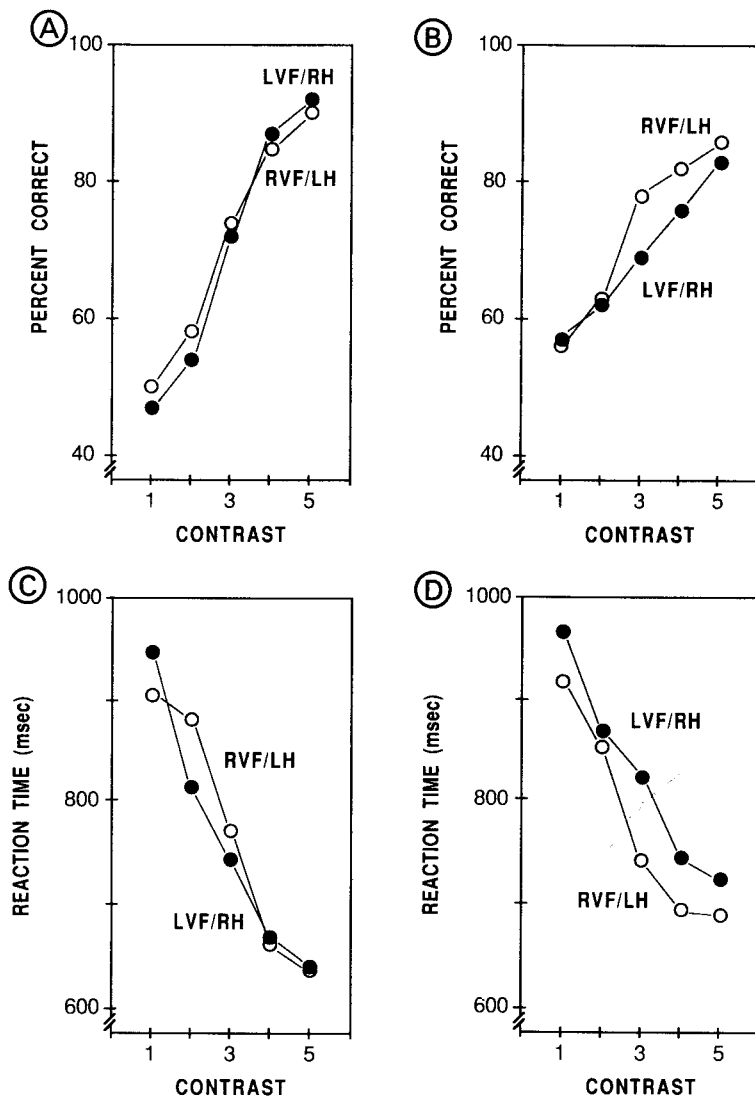 A
100
80
60
40
PERCENT CORRECT
LVF/RH
RVF/LH
1 3 5
CONTRAST
B
100
80
60
40
PERCENT CORRECT
RVF/LH
LVF/RH
1 3 5
CONTRAST
C
1000
800
600
REACTION TIME (msec)
RVF/LH
LVF/RH
1 3 5
CONTRAST
D
1000
800
600
REACTION TIME (msec)
LVF/RH
RVF/LH
1 3 5
CONTRAST